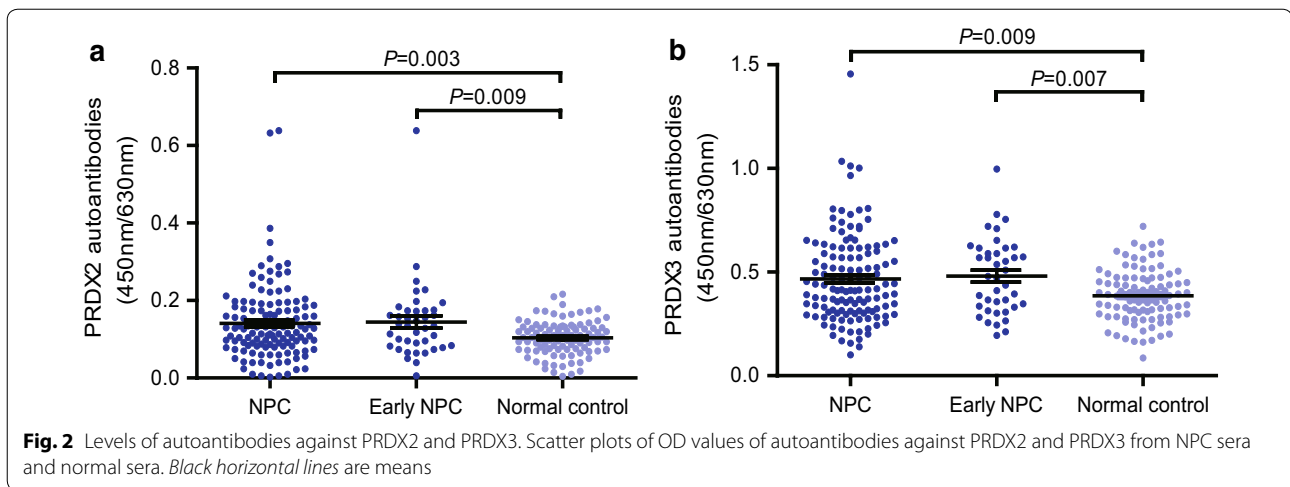 a
P=0.003
P=0.009
PRDX2 autoantibodies
(450nm/630nm)
0.8
0.6
0.4
0.2
0.0
NPC
Early NPC
Normal control
b
P=0.009
P=0.007
PRDX3 autoantibodies
(450nm/630nm)
1.5
1.0
0.5
0.0
NPC
Early NPC
Normal control
Fig. 2 Levels of autoantibodies against PRDX2 and PRDX3. Scatter plots of OD values of autoantibodies against PRDX2 and PRDX3 from NPC sera
and normal sera. Black horizontal lines are means